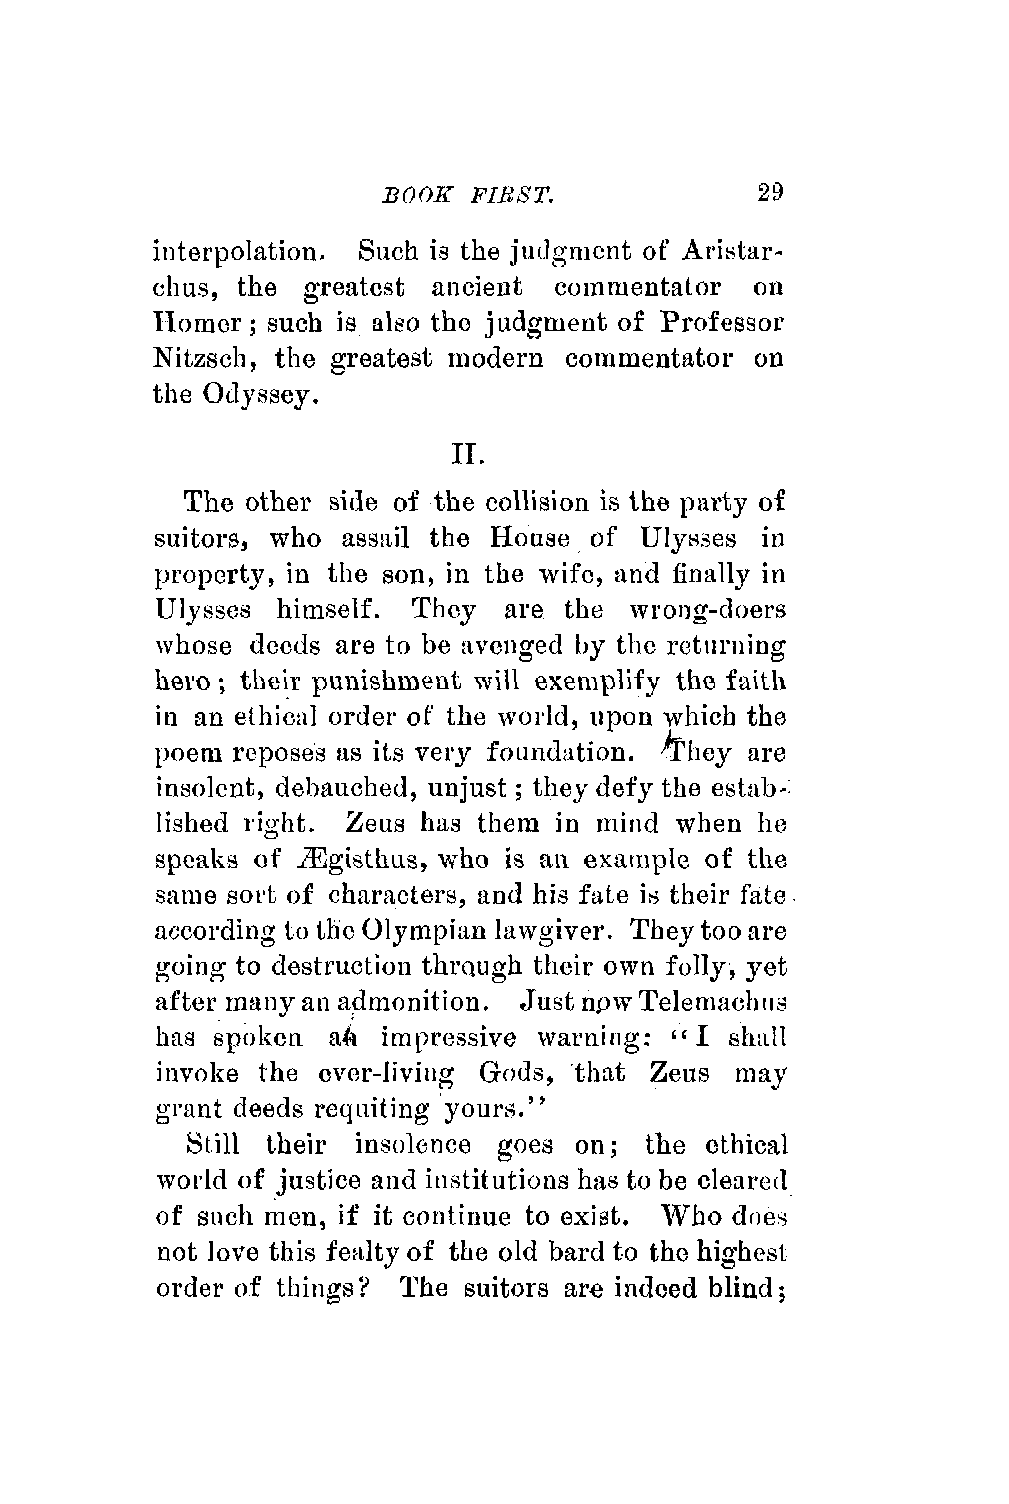 BOOK FIRST. 29
interpolation. Such is the judgment of Aristar-
chus, the greatest ancient commentator on
Homer; such is also the judgment of Professor
Nitzsch, the greatest modern commentator on
the Odyssey.
II.
The other side of the collision is the party of
suitors, who assail the House of Ulysses in
property, in the son, in the wife, and finally in
Ulysses himself. They are the wrong-doers
whose deeds are to be avenged by the returning
hero; their punishment will exemplify the faith
in an ethical order of the world, upon which the
poem reposes as its very foundation. They are
insolent, debauched, unjust; they defy the estab-
lished right. Zeus has them in mind when he
speaks of Ægisthus, who is an example of the
same sort of characters, and his fate is their fate
according to the Olympian lawgiver. They too are
going to destruction through their own folly, yet
after many an admonition. Just now Telemachus
has spoken an impressive warning: "I shall
invoke the ever-living Gods, that Zeus may
grant deeds requiting yours."
Still their insolence goes on; the ethical
world of justice and institutions has to be cleared
of such men, if it continue to exist. Who does
not love this fealty of the old bard to the highest
order of things? The suitors are indeed blind;